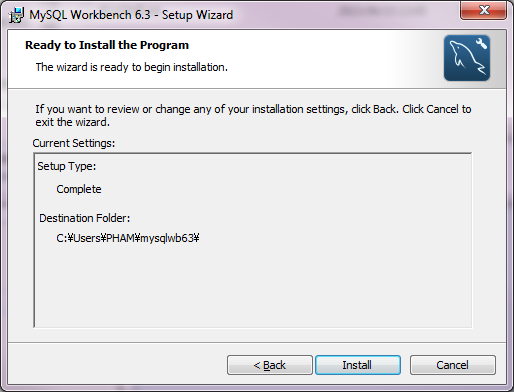 MySQL Workbench 6.3 - Setup Wizard
Ready to Install the Program
The wizard is ready to begin installation.
If you want to review or change any of your installation settings, click Back. Click Cancel to
exit the wizard.
Current Settings:
Setup Type:
Complete
Destination Folder:
C:¥Users¥PHAM¥mysqlwb63¥
< Back
Install
Cancel